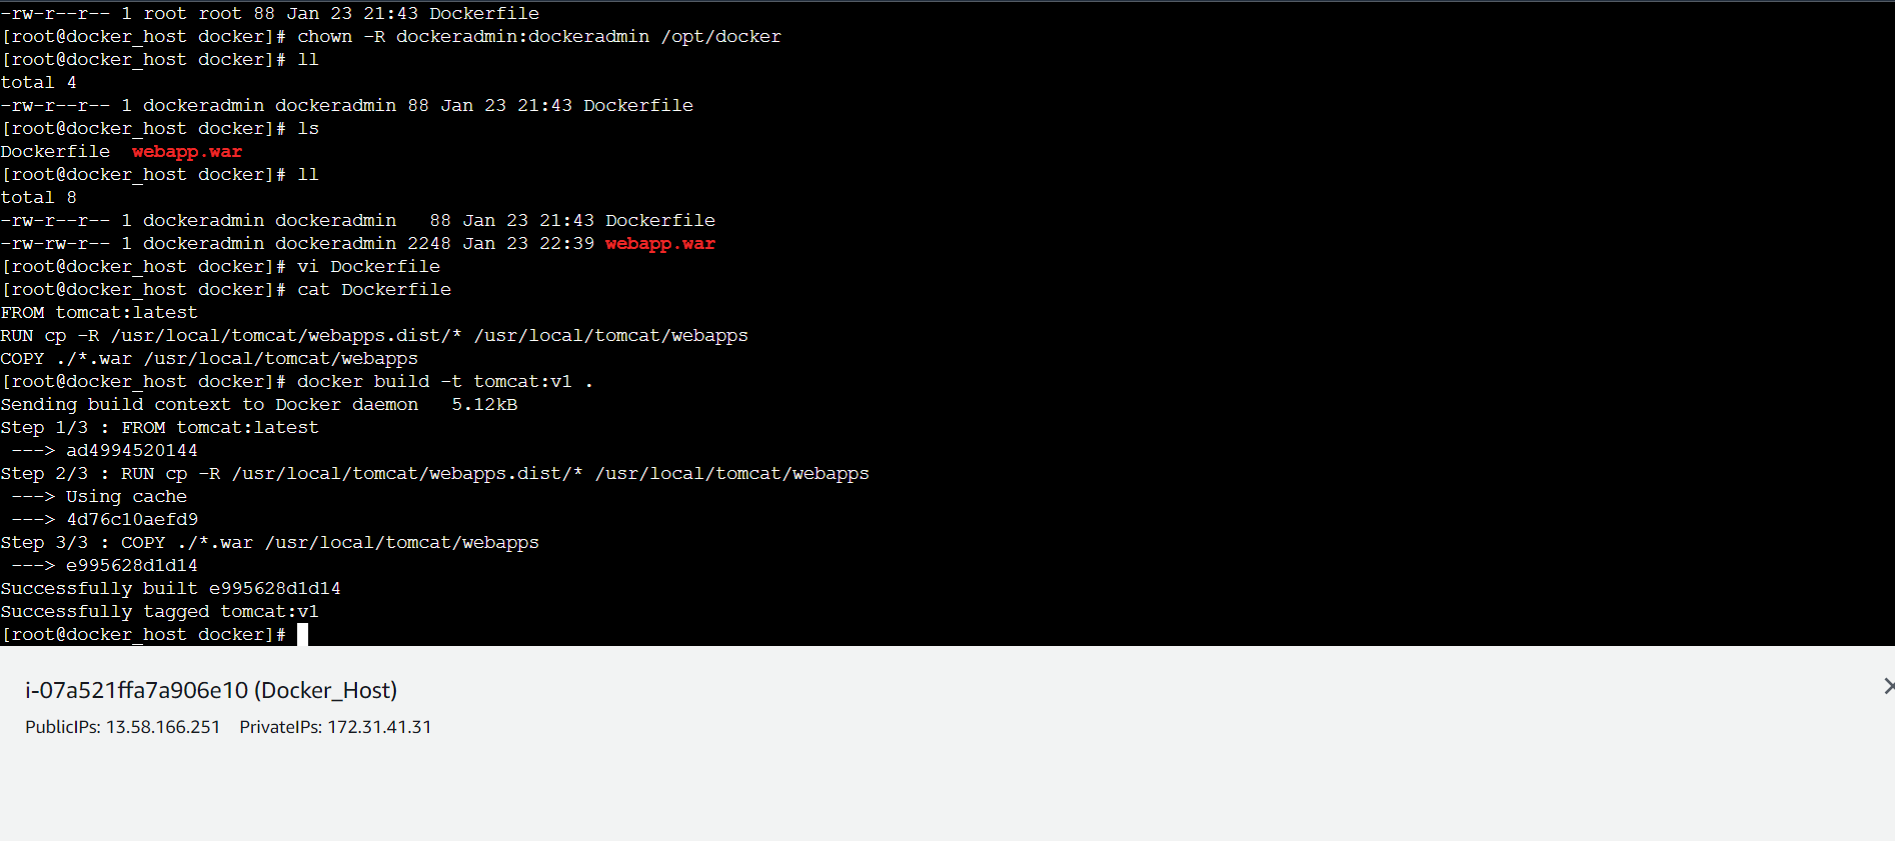 -rw-r--r-- 1 root root 88 Jan 23 21:43 Dockerfile
[root@docker_host docker]# chown -R dockeradmin:dockeradmin /opt/docker
[root@docker_host docker]# ll
total 4
-rw-r--r-- 1 dockeradmin dockeradmin 88 Jan 23 21:43 Dockerfile
[root@docker_host docker]# ls
Dockerfile  webapp.war
[root@docker_host docker]# ll
total 8
-rw-r--r-- 1 dockeradmin dockeradmin   88 Jan 23 21:43 Dockerfile
-rw-rw-r-- 1 dockeradmin dockeradmin 2248 Jan 23 22:39 webapp.war
[root@docker_host docker]# vi Dockerfile
[root@docker_host docker]# cat Dockerfile
FROM tomcat:latest
RUN cp -R /usr/local/tomcat/webapps.dist/* /usr/local/tomcat/webapps
COPY ./*.war /usr/local/tomcat/webapps
[root@docker_host docker]# docker build -t tomcat:v1 .
Sending build context to Docker daemon   5.12kB
Step 1/3 : FROM tomcat:latest
 ---> ad4994520144
Step 2/3 : RUN cp -R /usr/local/tomcat/webapps.dist/* /usr/local/tomcat/webapps
 ---> Using cache
 ---> 4d76c10aefd9
Step 3/3 : COPY ./*.war /usr/local/tomcat/webapps
 ---> e995628d1d14
Successfully built e995628d1d14
Successfully tagged tomcat:v1
[root@docker_host docker]#
i-07a521ffa7a906e10 (Docker_Host)
PublicIPs: 13.58.166.251    PrivateIPs: 172.31.41.31